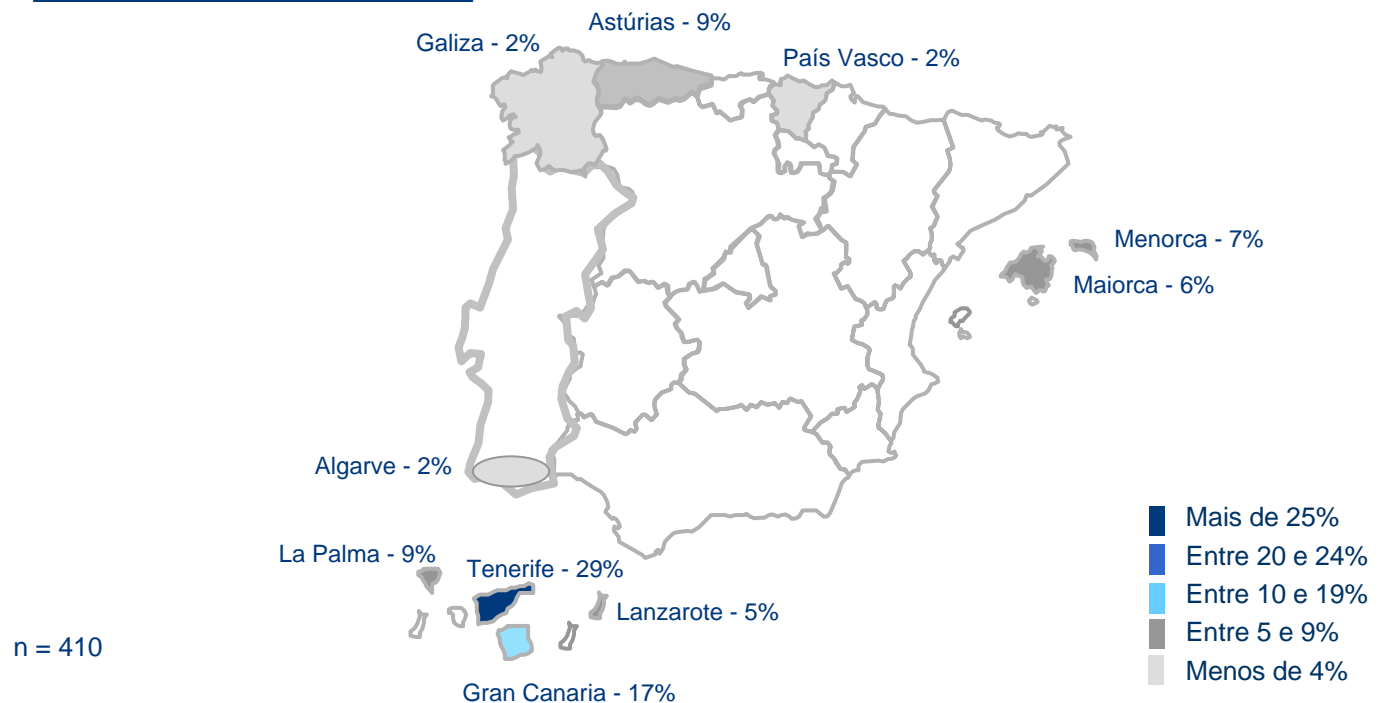 Astúrias - 9%
Galiza - 2%
País Vasco - 2%
Menorca - 7%
Maiorca - 6%
Algarve - 2%
La Palma - 9%
Tenerife - 29%
Lanzarote - 5%
Gran Canaria - 17%
n = 410
Mais de 25%
Entre 20 e 24%
Entre 10 e 19%
Entre 5 e 9%
Menos de 4%